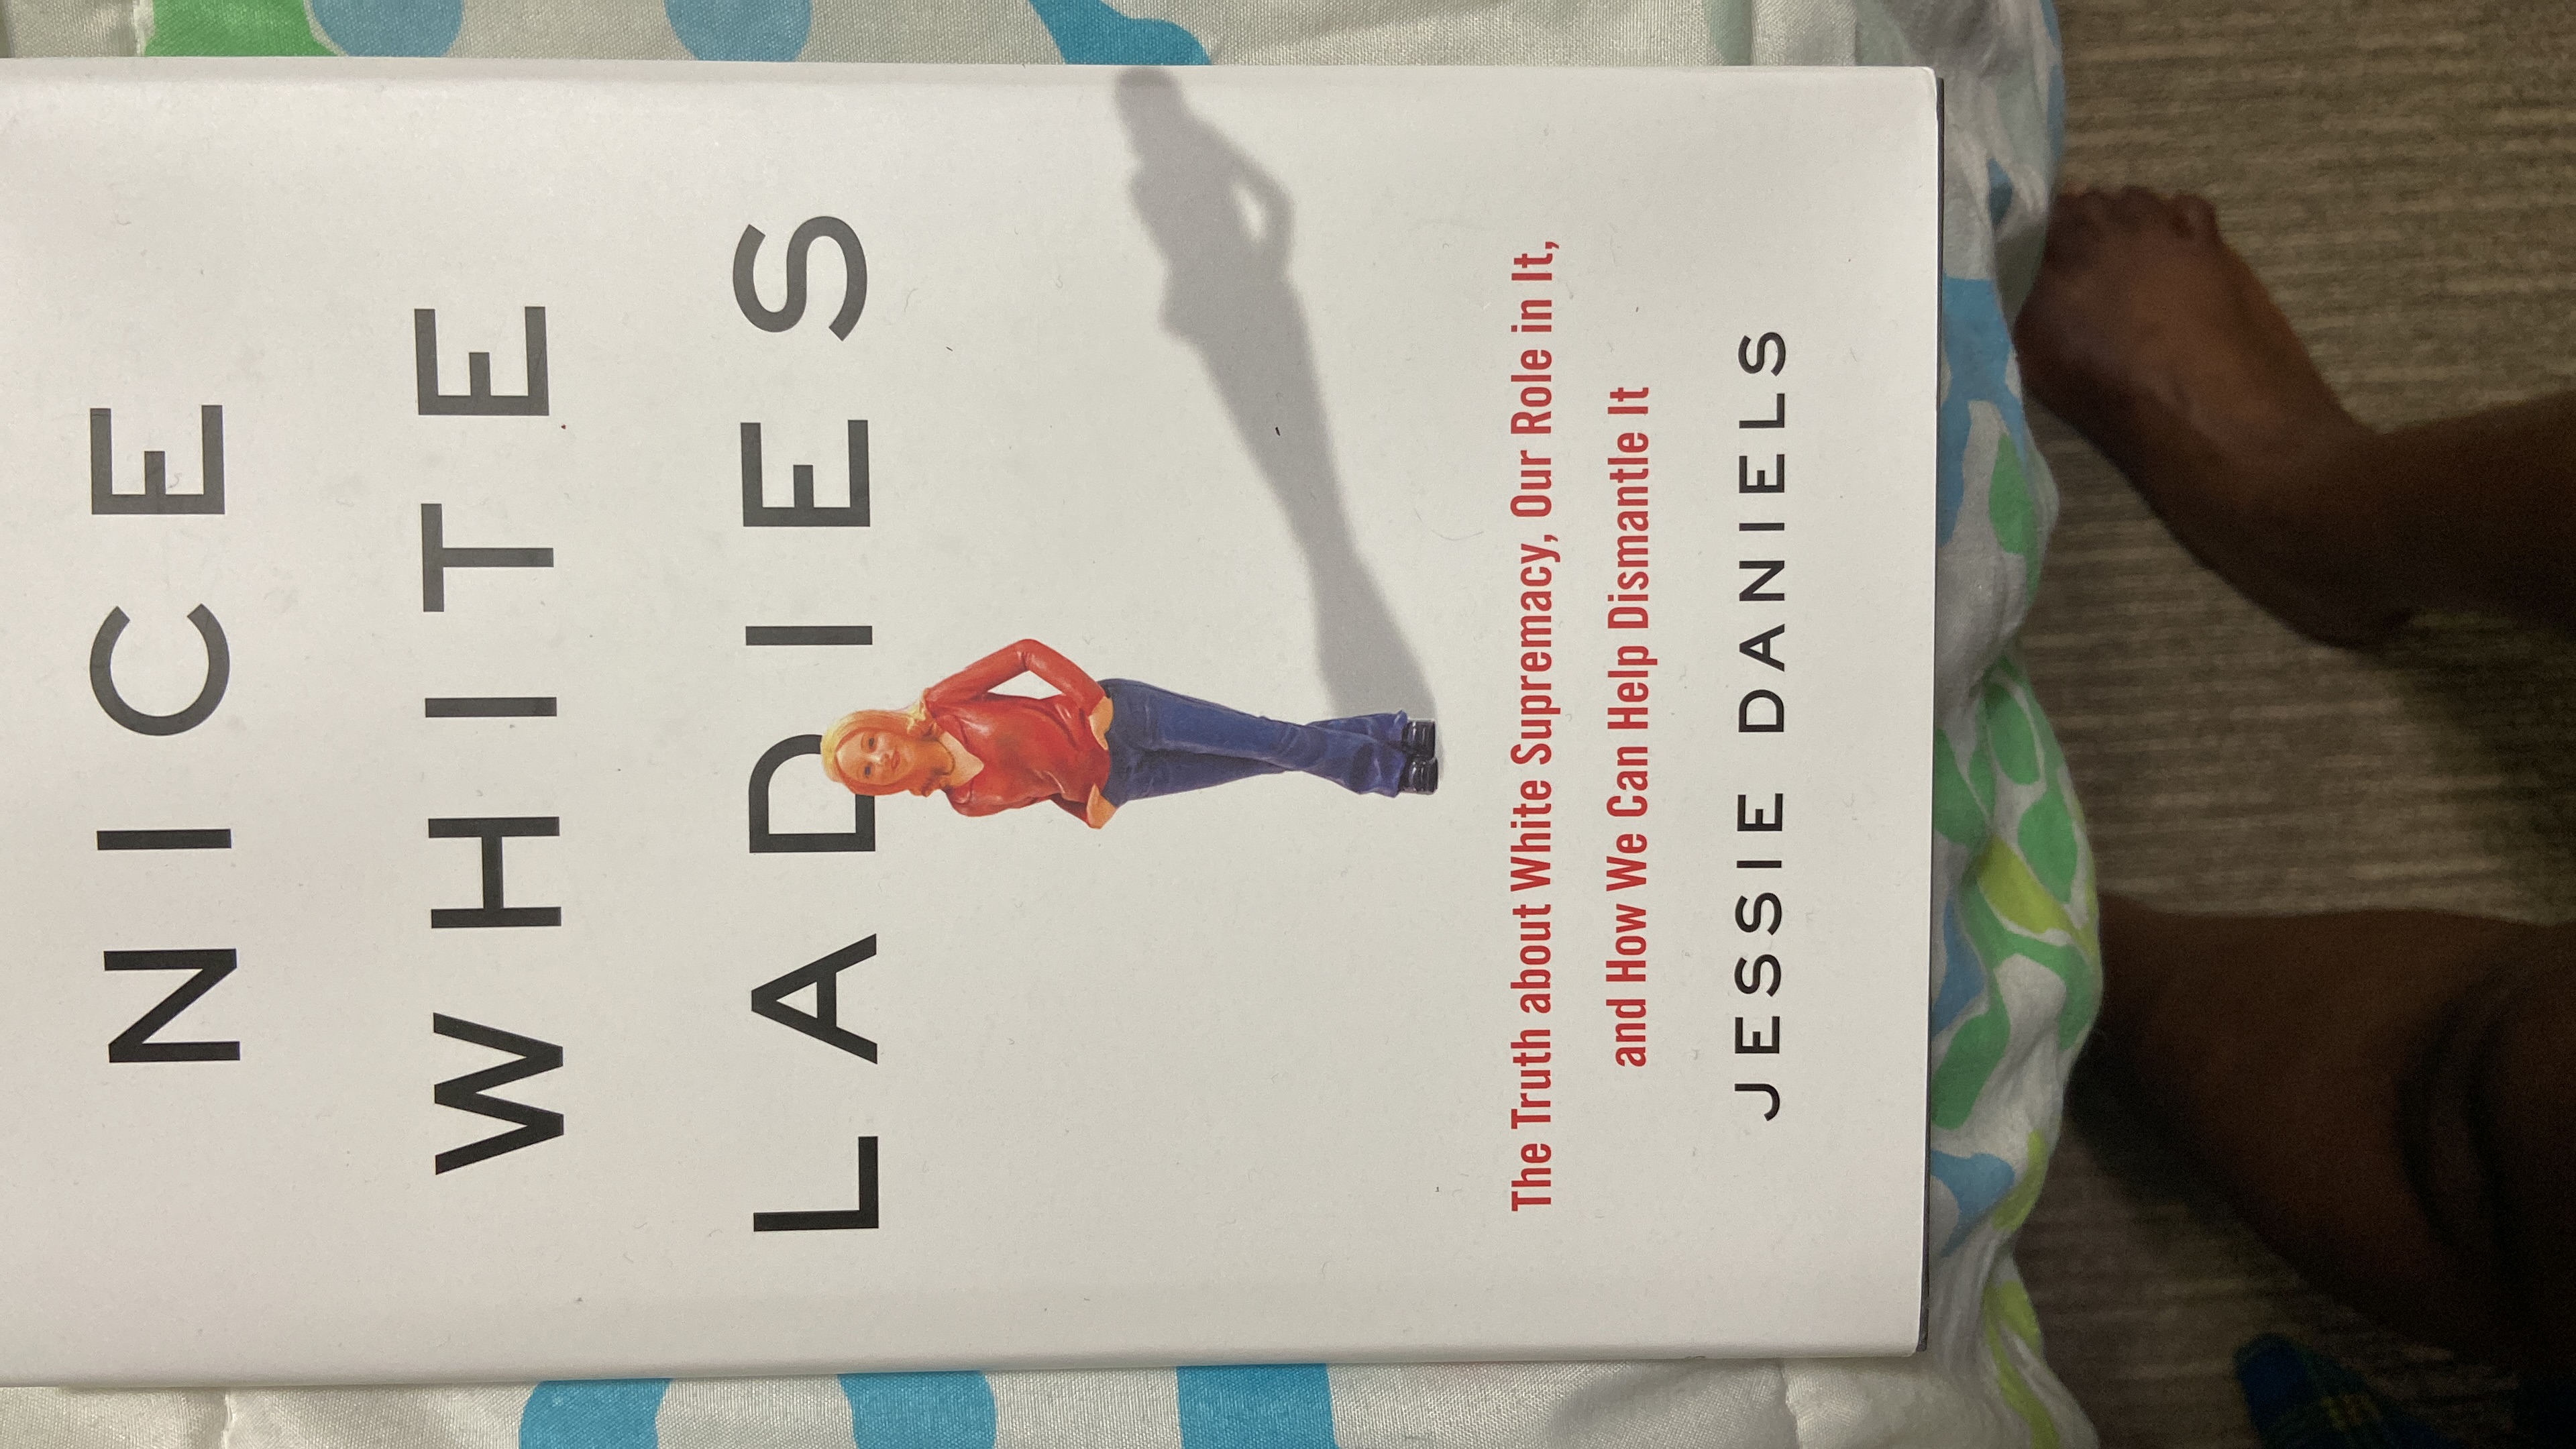 NICE
WHITE
LADIES
The Truth about White Supremacy, Our Role in It,
and How We Can Help Dismantle It
JESSIE DANIELS